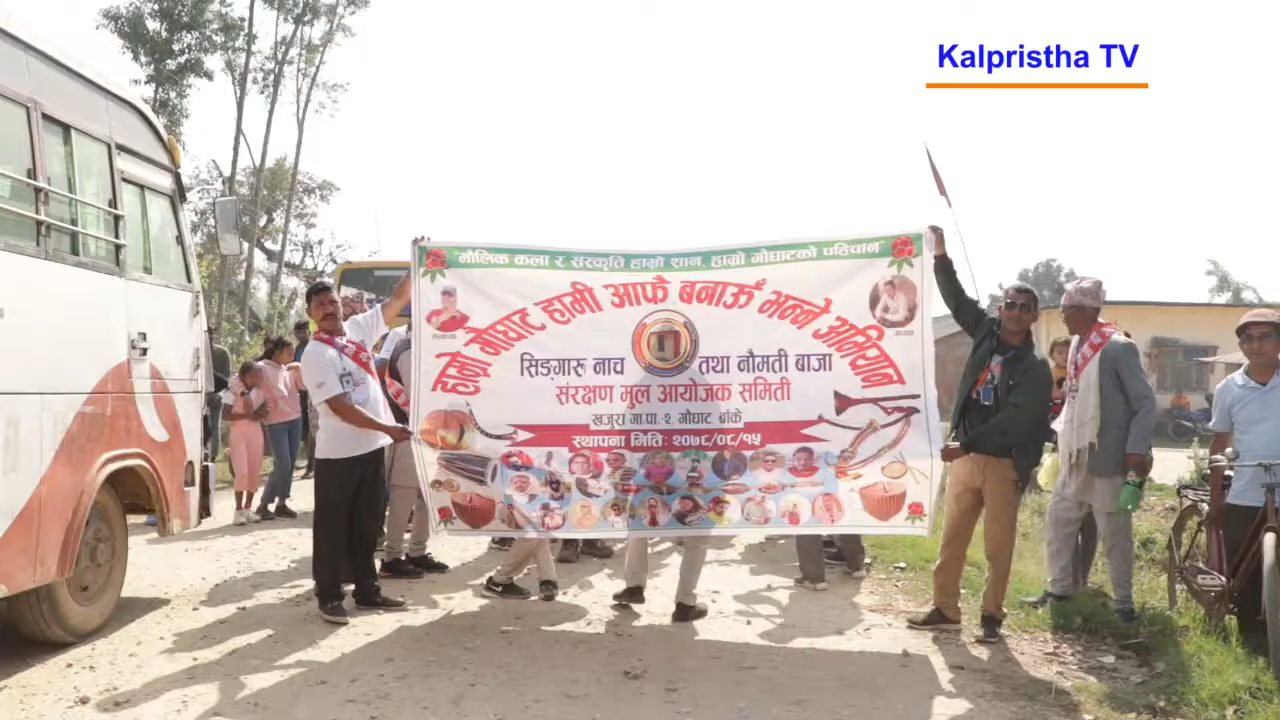 Kalpristha TV
मौलिक कला र संस्कृति हाम्रो शान, हाम्रो गौघाटको पहिचान
हाम्रो गौघाट हामी आफै बनाऊँ भन्ने अभियान
सिङ्गारू नाच तथा नौमती बाजा
संरक्षण मुल आयोजक समिती
खजुरा गा.पा.-२, गौघाट बाँके
स्थापना मिति: २०७८/०८/१५